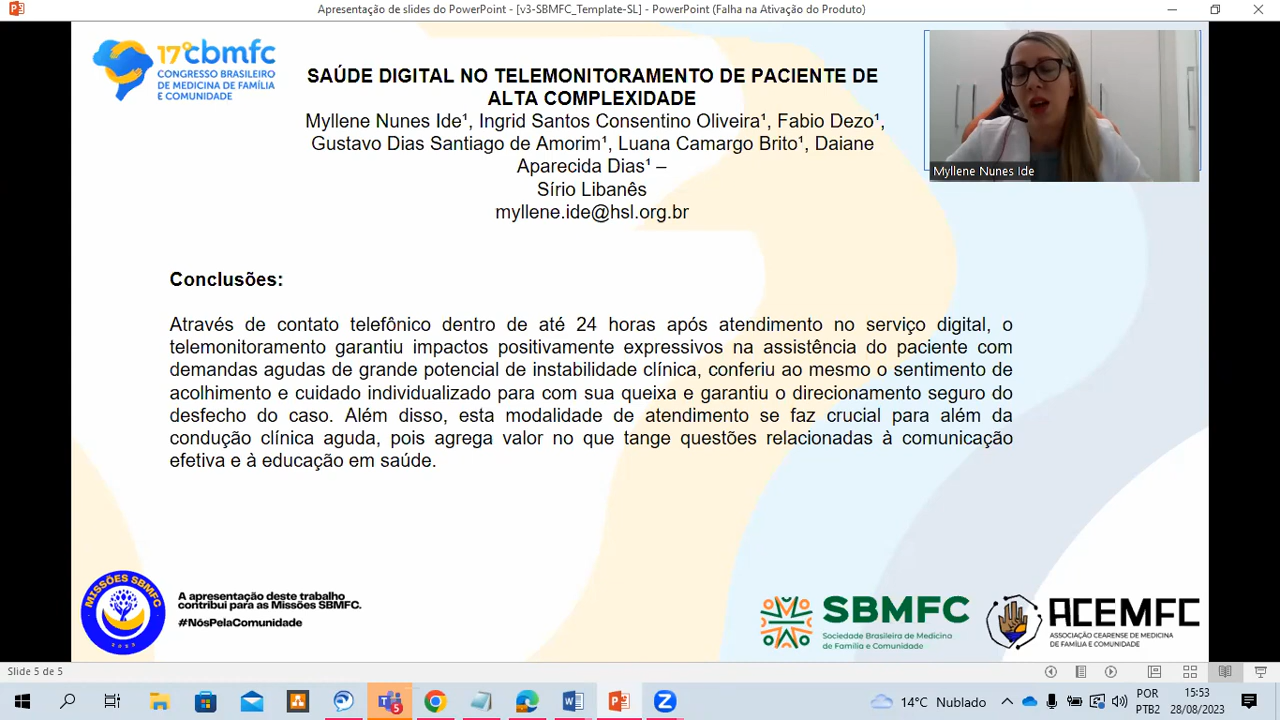 Apresentação de slides do PowerPoint - [v3-SBMFC_Template-SL] - PowerPoint (Falha na Ativação do Produto)
17º cbmfc
CONGRESSO BRASILEIRO
DE MEDICINA DE FAMÍLIA
E COMUNIDADE
SAÚDE DIGITAL NO TELEMONITORAMENTO DE PACIENTE DE
ALTA COMPLEXIDADE
Myllene Nunes Ide¹, Ingrid Santos Consentino Oliveira¹, Fabio Dezo¹,
Gustavo Dias Santiago de Amorim¹, Luana Camargo Brito¹, Daiane
Aparecida Dias¹ –
Sírio Libanês
myllene.ide@hsl.org.br
Myllene Nunes Ide
Conclusões:
Através de contato telefônico dentro de até 24 horas após atendimento no serviço digital, o
telemonitoramento garantiu impactos positivamente expressivos na assistência do paciente com
demandas agudas de grande potencial de instabilidade clínica, conferiu ao mesmo o sentimento de
acolhimento e cuidado individualizado para com sua queixa e garantiu o direcionamento seguro do
desfecho do caso. Além disso, esta modalidade de atendimento se faz crucial para além da
condução clínica aguda, pois agrega valor no que tange questões relacionadas à comunicação
efetiva e à educação em saúde.
MISSÕES SBMFC
2023
A apresentação deste trabalho
contribui para as Missões SBMFC.
#NósPelaComunidade
SBMFC
Sociedade Brasileira de Medicina
de Família e Comunidade
ACEMFC
ASSOCIAÇÃO CEARENSE DE MEDICINA
DE FAMÍLIA E COMUNIDADE
Slide 5 de 5
5
14°C Nublado
POR
PTB2
15:53
28/08/2023